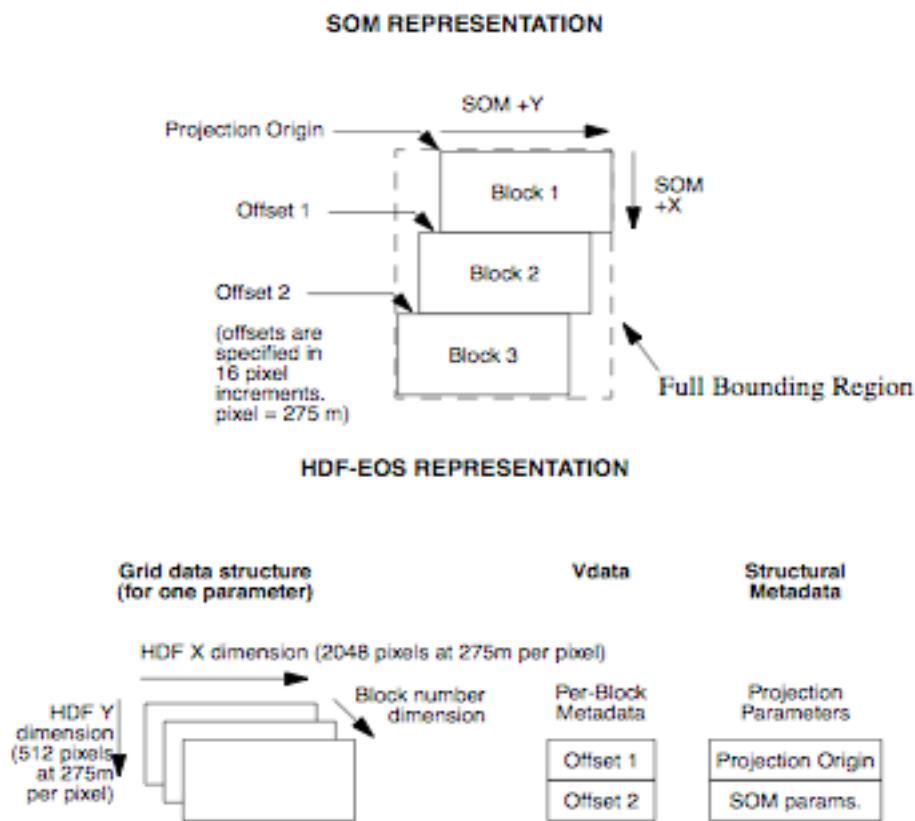 SOM REPRESENTATION
SOM +Y
Projection Origin
Block 1
SOM
+X
Offset 1
Block 2
Offset 2
(offsets are
specified in
16 pixel
increments.
pixel = 275 m)
Block 3
Full Bounding Region
HDF-EOS REPRESENTATION
Grid data structure
(for one parameter)
Vdata
Structural
Metadata
HDF X dimension (2048 pixels at 275m per pixel)
HDF Y
dimension
(512 pixels
at 275m
per pixel)
Block number
dimension
Per-Block
Metadata
Offset 1
Offset 2
Projection
Parameters
Projection Origin
SOM params.